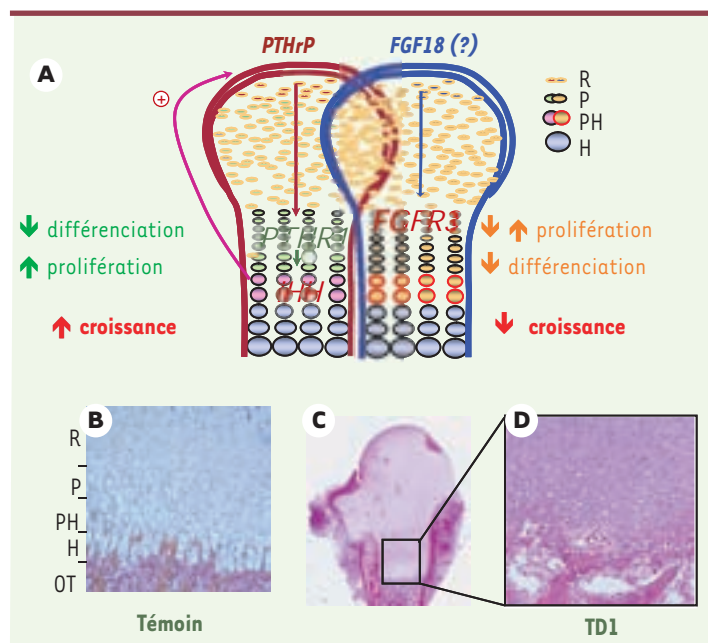 PTHrP
FGF18 (?)
A
R
P
PH
H
PTHR1
FGFR3
iHH
différenciation
prolifération
croissance
prolifération
différenciation
croissance
B
C
D
R
P
PH
H
OT
Témoin
TD1